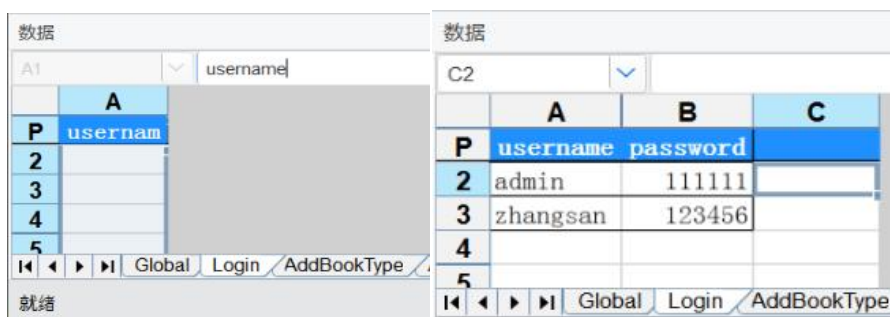 数据
A1 username
A
P usernam
2
3
4
5
Global Login AddBookType
就绪
数据
C2
A B C
P username password
2 admin 111111
3 zhangsan 123456
4
5
Global Login AddBookType